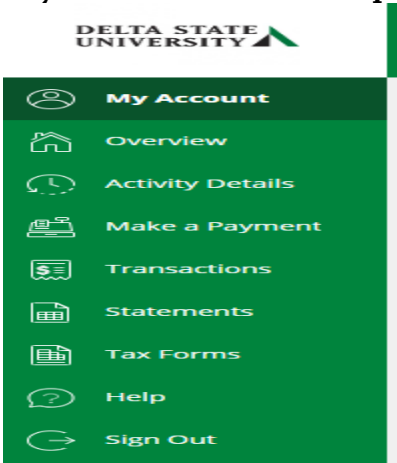 DELTA STATE
UNIVERSITY
My Account
Overview
Activity Details
Make a Payment
Transactions
Statements
Tax Forms
Help
Sign Out